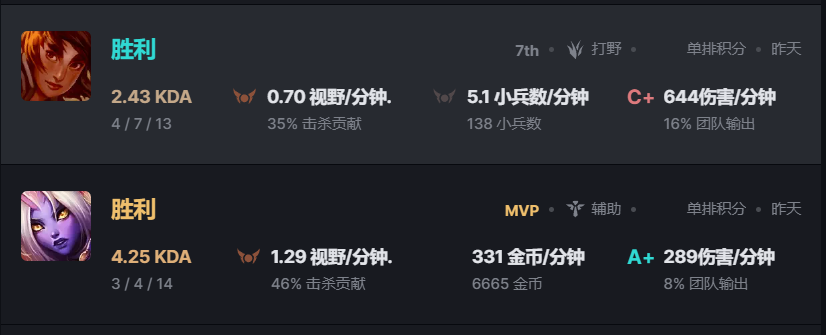 胜利
7th • 打野 • 单排积分 • 昨天
2.43 KDA 0.70 视野/分钟. 5.1 小兵数/分钟 C+ 644伤害/分钟
4 / 7 / 13 35% 击杀贡献 138 小兵数 16% 团队输出
胜利
MVP • 辅助 • 单排积分 • 昨天
4.25 KDA 1.29 视野/分钟. 331 金币/分钟 A+ 289伤害/分钟
3 / 4 / 14 46% 击杀贡献 6665 金币 8% 团队输出